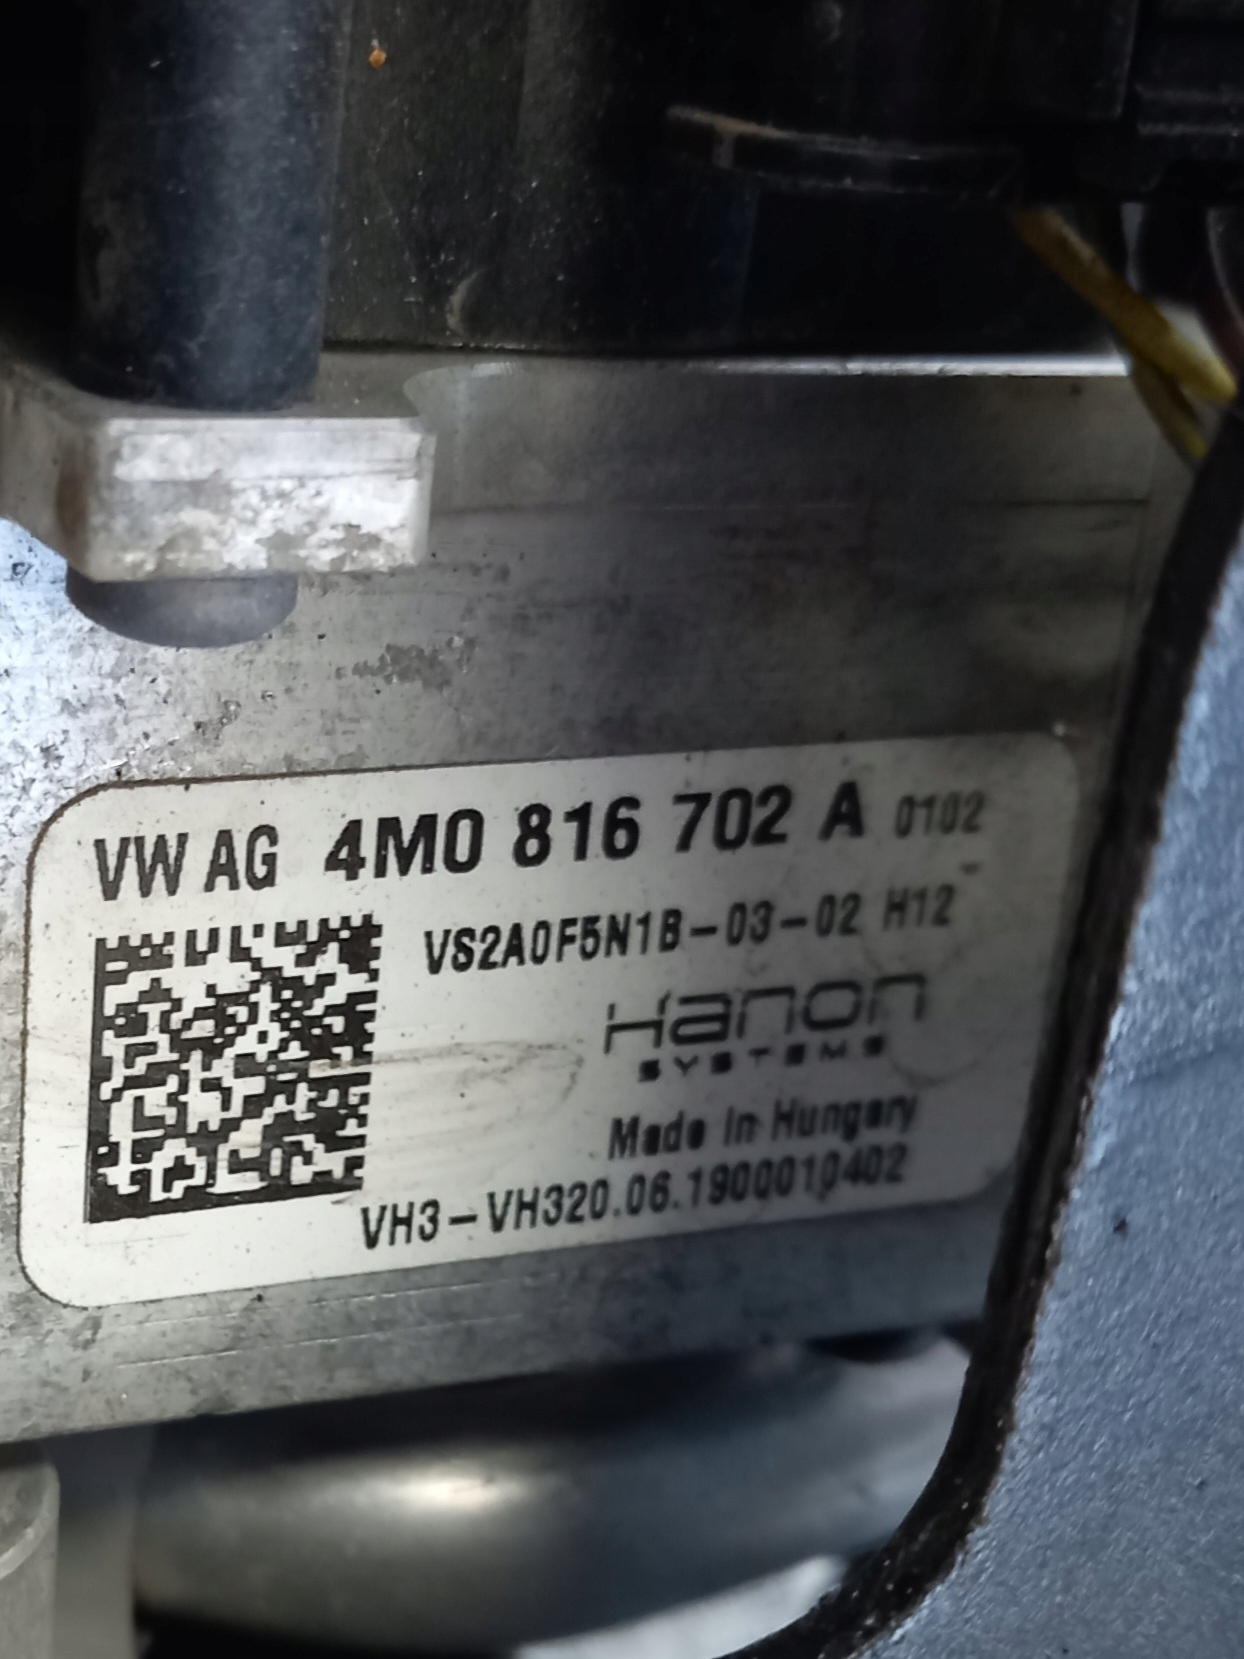 VW AG 4M0 816 702 A 0102
VS2A0F5N1B-03-02 H12
Hanon
SYSTEMS
Made In Hungary
VH3-VH320.06.1900010402